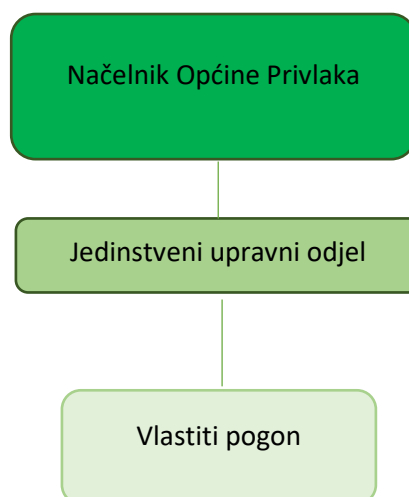 Načelnik Općine Privlaka
Jedinstveni upravni odjel
Vlastiti pogon